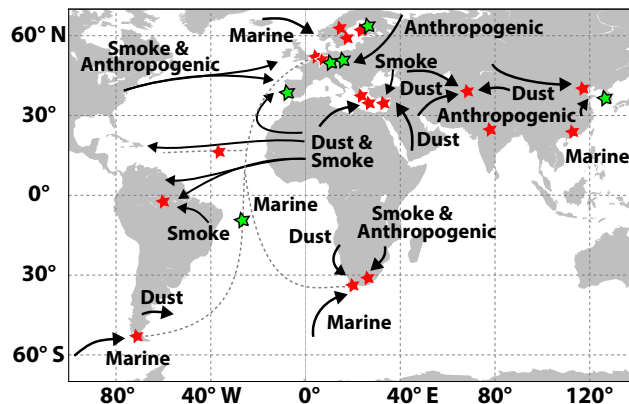 60° N
30°
0°
30°
60° S
80°
40° W
0°
40° E
80°
120°
Marine
Anthropogenic
Smoke &
Anthropogenic
Smoke
Dust
Dust
Anthropogenic
Dust &
Smoke
Dust
Marine
Marine
Smoke
Smoke &
Anthropogenic
Dust
Dust
Marine
Marine